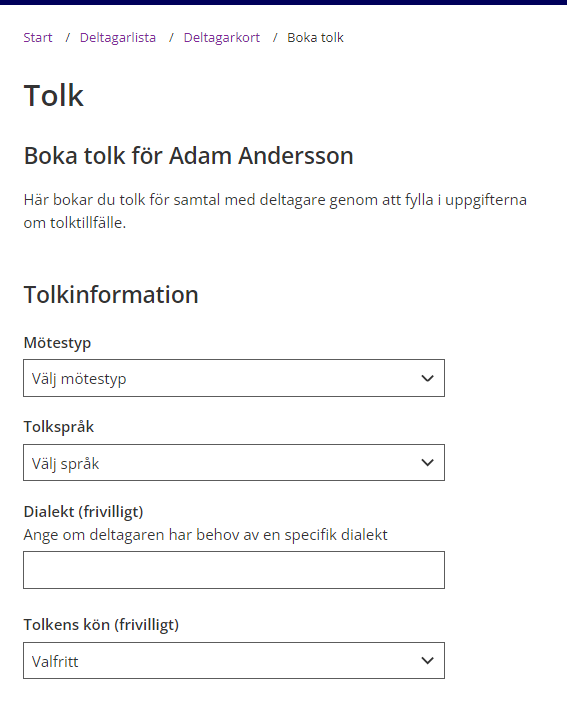 Start / Deltagarlista / Deltagarkort / Boka tolk
Tolk
Boka tolk för Adam Andersson
Här bokar du tolk för samtal med deltagare genom att fylla i uppgifterna
om tolktillfälle.
Tolkinformation
Mötestyp
Välj mötestyp
Tolkspråk
Välj språk
Dialekt (frivilligt)
Ange om deltagaren har behov av en specifik dialekt
Tolkens kön (frivilligt)
Valfritt